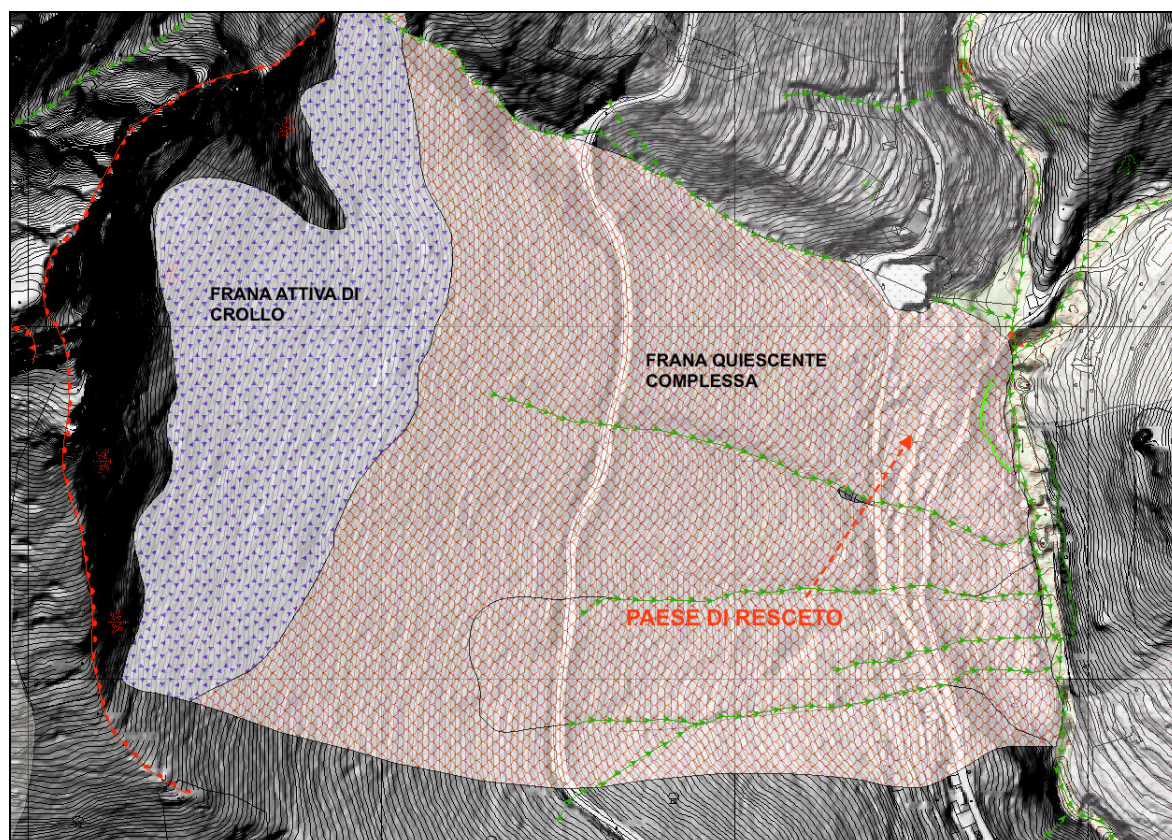 FRANA ATTIVA DI
CROLLO
FRANA QUIESCENTE
COMPLESSA
PAESE DI RESCETO